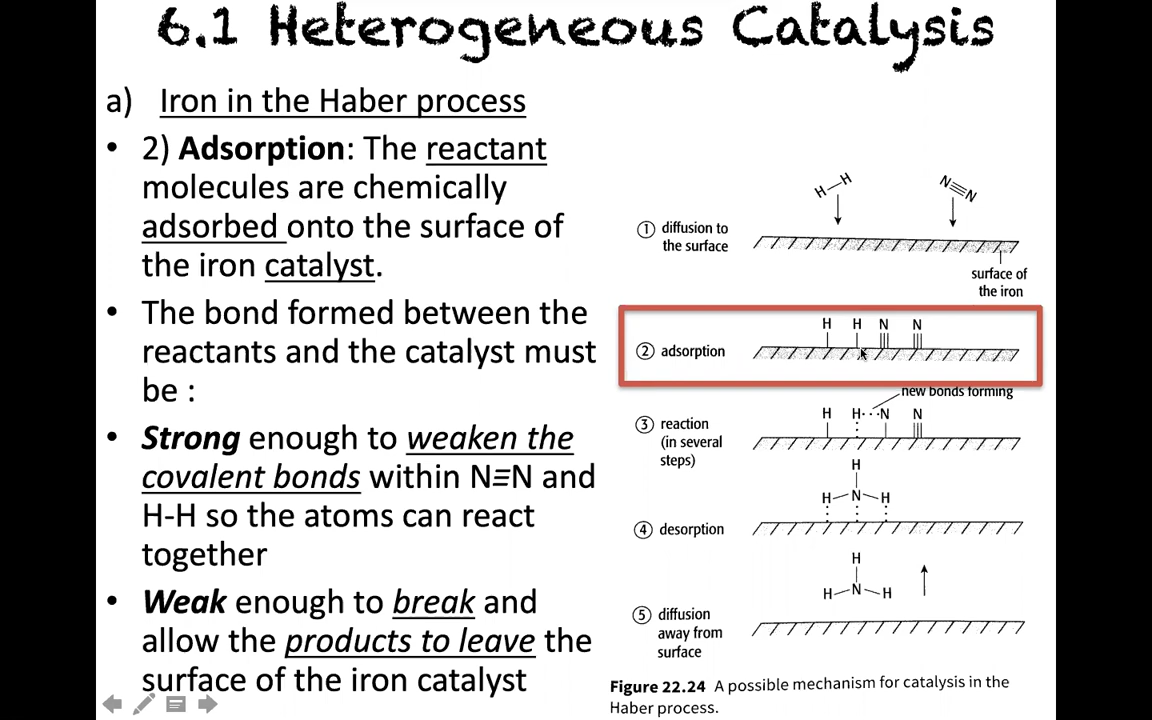 6.1 Heterogeneous Catalysis
a) Iron in the Haber process
• 2) Adsorption: The reactant
molecules are chemically
adsorbed onto the surface of
the iron catalyst.
• The bond formed between the
reactants and the catalyst must
be :
• Strong enough to weaken the
covalent bonds within N≡N and
H-H so the atoms can react
together
• Weak enough to break and
allow the products to leave the
surface of the iron catalyst
H—H
N≡N
① diffusion to
the surface
surface of
the iron
H H N N
② adsorption
new bonds forming
H H···N N
③ reaction
(in several
steps)
H
H—N—H
④ desorption
H
H—N—H
⑤ diffusion
away from
surface
Figure 22.24 A possible mechanism for catalysis in the
Haber process.